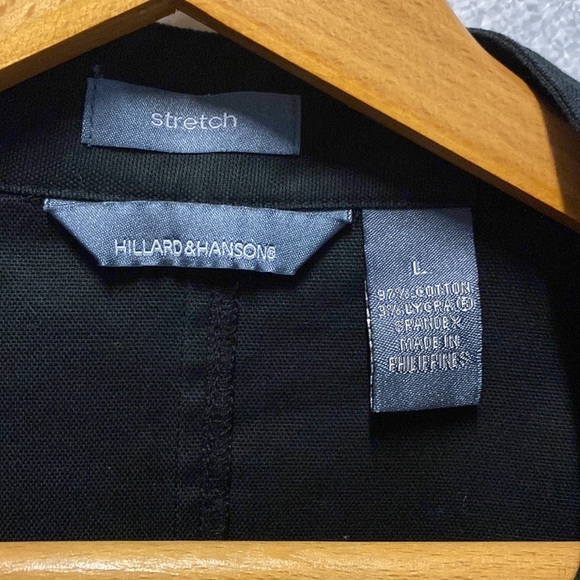 stretch
HILLARD&HANSON®
L
97% COTTON
3% LYCRA ®
SPANDEX
MADE IN
PHILIPPINES